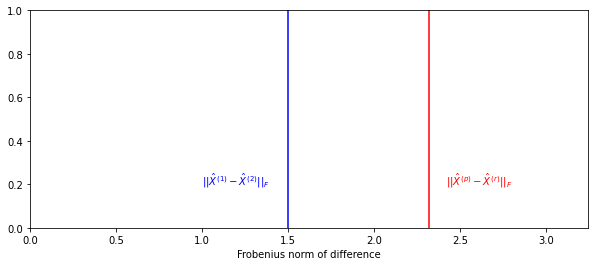 1.0
0.8
0.6
0.4
0.2
0.0
||X̂⁽¹⁾ − X̂⁽²⁾||_F
||X̂⁽ᵖ⁾ − X̂⁽ʳ⁾||_F
0.0 0.5 1.0 1.5 2.0 2.5 3.0
Frobenius norm of difference